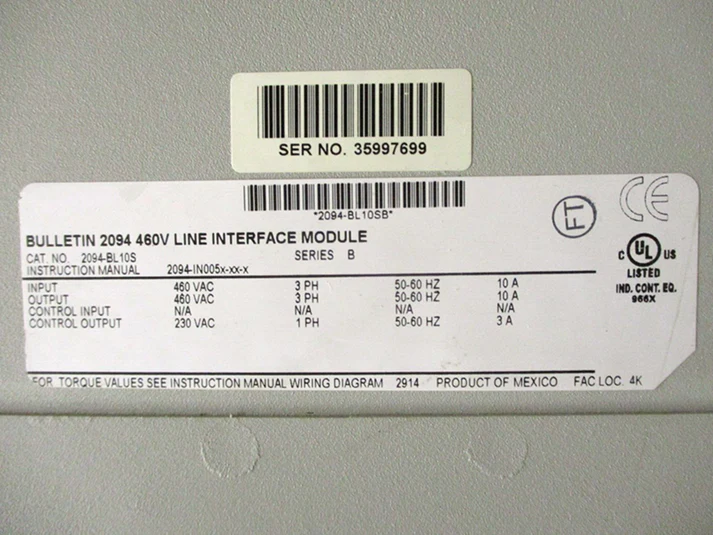 SER NO. 35997699
*2094-BL10SB*
FT
CE
BULLETIN 2094 460V LINE INTERFACE MODULE
CAT. NO. 2094-BL10S SERIES B
INSTRUCTION MANUAL 2094-IN005x-xx-x
C UL US
LISTED
IND. CONT. EQ.
966X
INPUT 460 VAC 3 PH 50-60 HZ 10 A
OUTPUT 460 VAC 3 PH 50-60 HZ 10 A
CONTROL INPUT N/A N/A N/A N/A
CONTROL OUTPUT 230 VAC 1 PH 50-60 HZ 3 A
FOR TORQUE VALUES SEE INSTRUCTION MANUAL WIRING DIAGRAM 2914 PRODUCT OF MEXICO FAC LOC. 4K